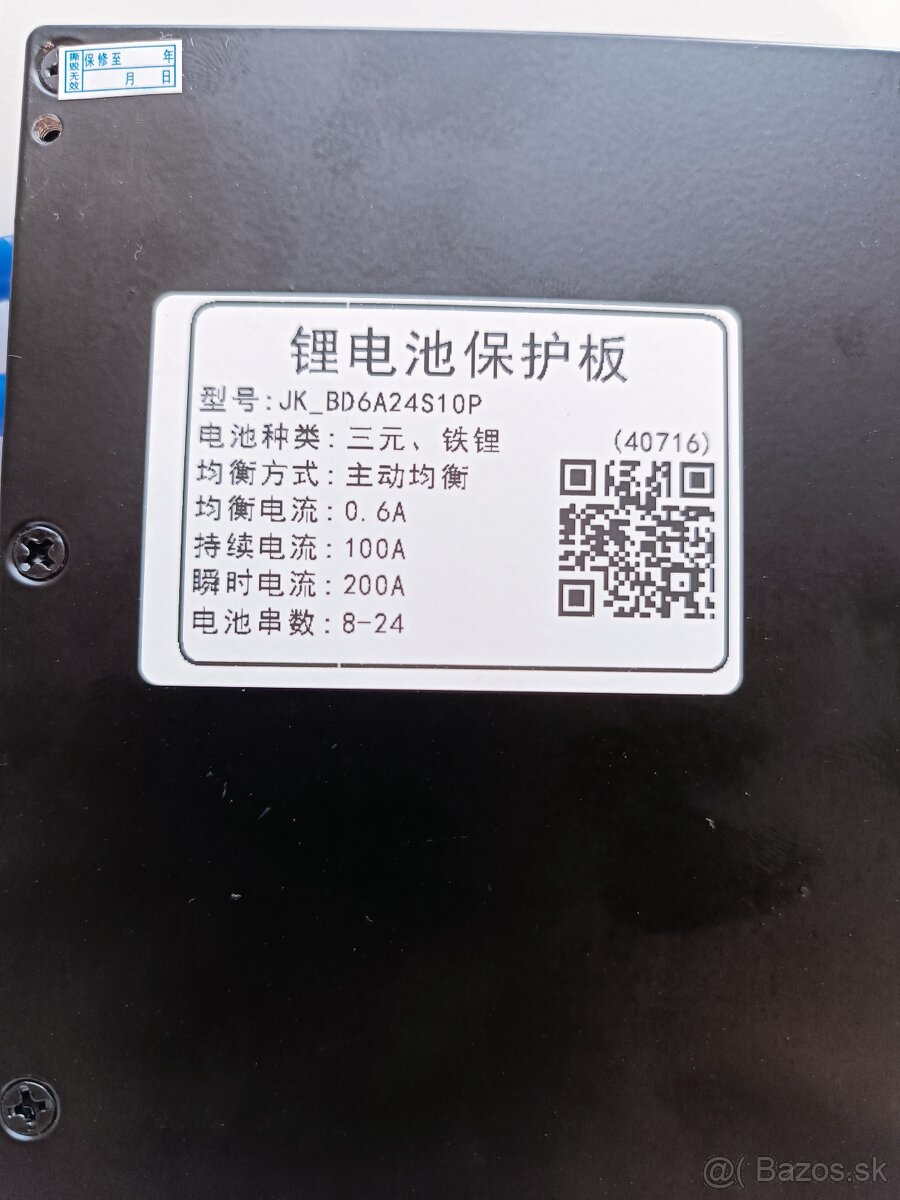 撕毁无效
保修至 年
月 日
锂电池保护板
型号:JK_BD6A24S10P
电池种类:三元、铁锂
(40716)
均衡方式:主动均衡
均衡电流:0.6A
持续电流:100A
瞬时电流:200A
电池串数:8-24
@( Bazos.sk